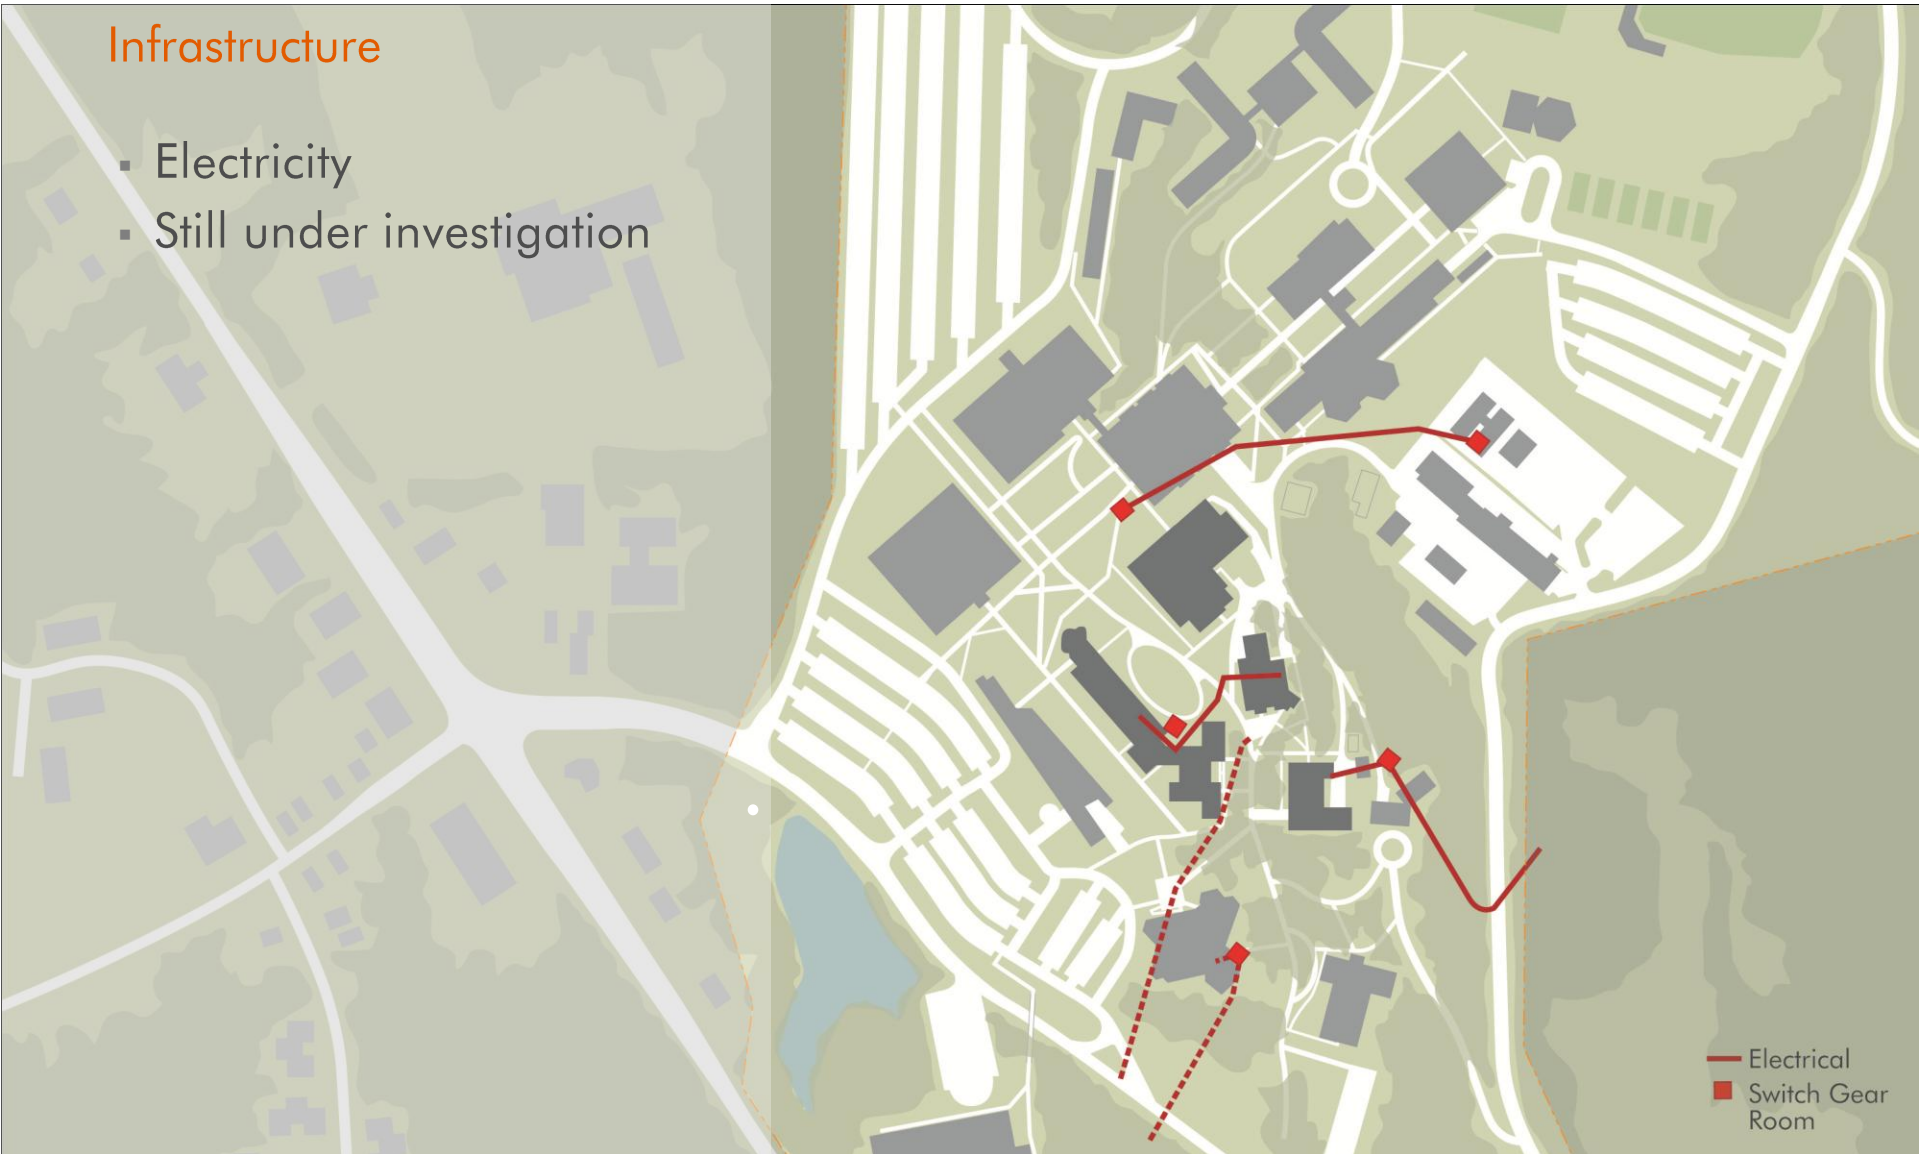 Infrastructure
Electricity
Still under investigation
Electrical
Switch Gear
Room